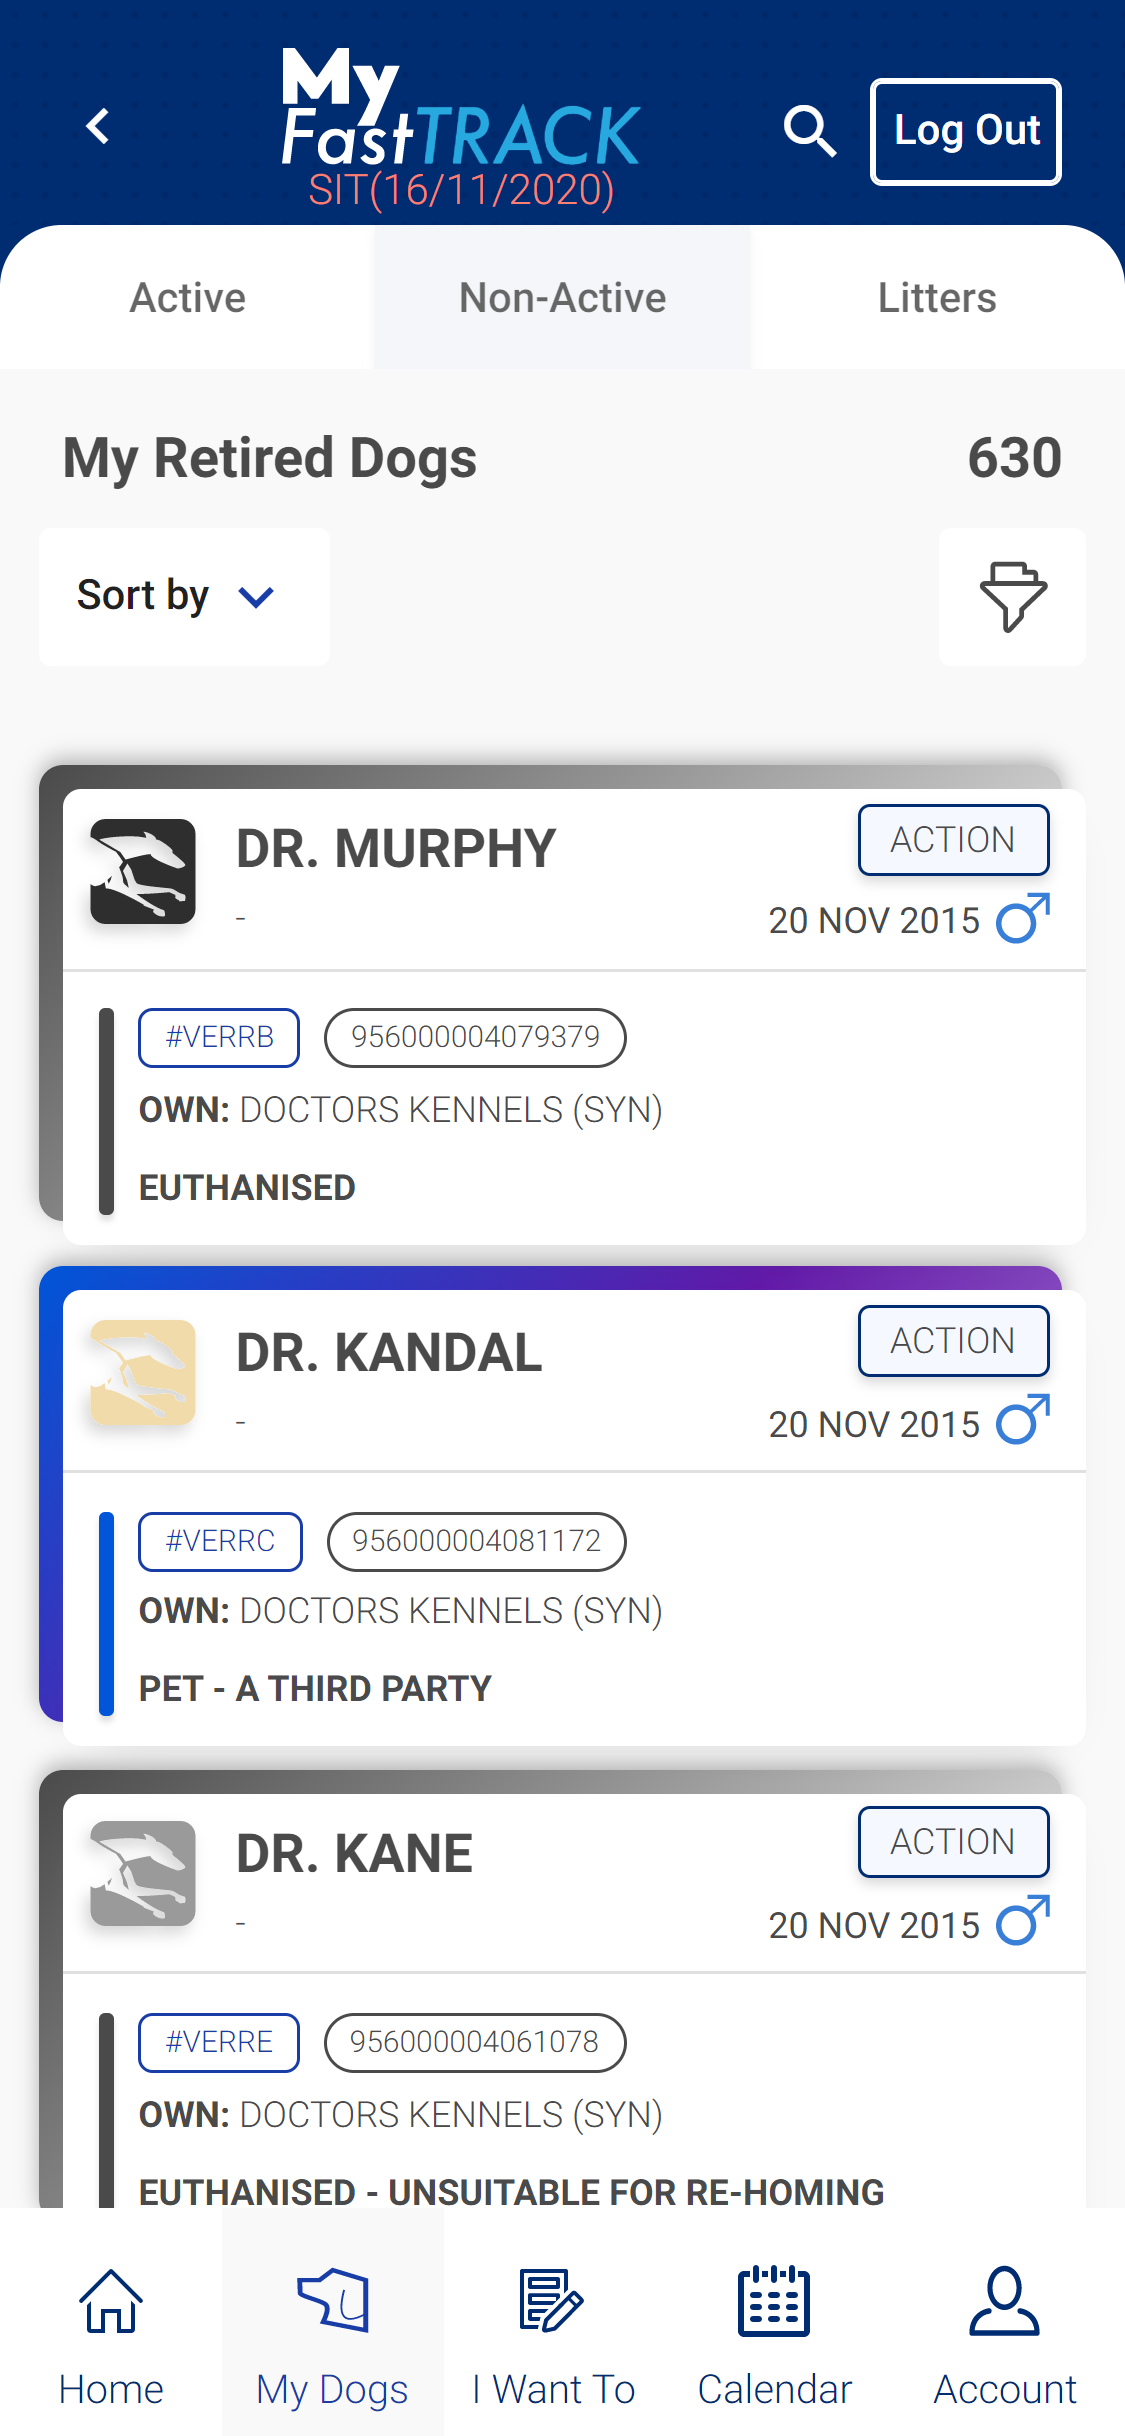 My
FastTRACK
SIT(16/11/2020)
Log Out
Active
Non-Active
Litters
My Retired Dogs
630
Sort by
DR. MURPHY
ACTION
-
20 NOV 2015
#VERRB
956000004079379
OWN: DOCTORS KENNELS (SYN)
EUTHANISED
DR. KANDAL
ACTION
-
20 NOV 2015
#VERRC
956000004081172
OWN: DOCTORS KENNELS (SYN)
PET - A THIRD PARTY
DR. KANE
ACTION
-
20 NOV 2015
#VERRE
956000004061078
OWN: DOCTORS KENNELS (SYN)
EUTHANISED - UNSUITABLE FOR RE-HOMING
Home
My Dogs
I Want To
Calendar
Account